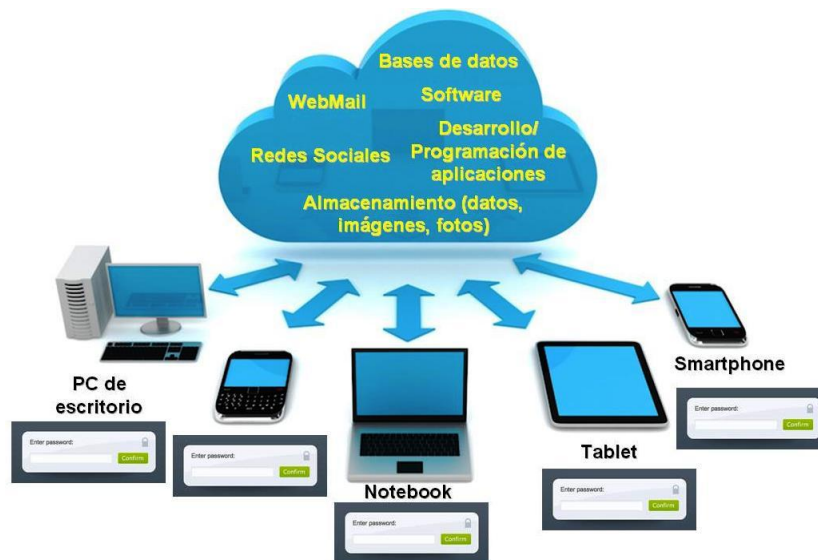 Bases de datos
WebMail
Software
Redes Sociales
Desarrollo/
Programación de
aplicaciones
Almacenamiento (datos,
imágenes, fotos)
PC de
escritorio
Enter password:
Confirm
Enter password:
Confirm
Notebook
Enter password:
Confirm
Tablet
Enter password:
Confirm
Smartphone
Enter password:
Confirm